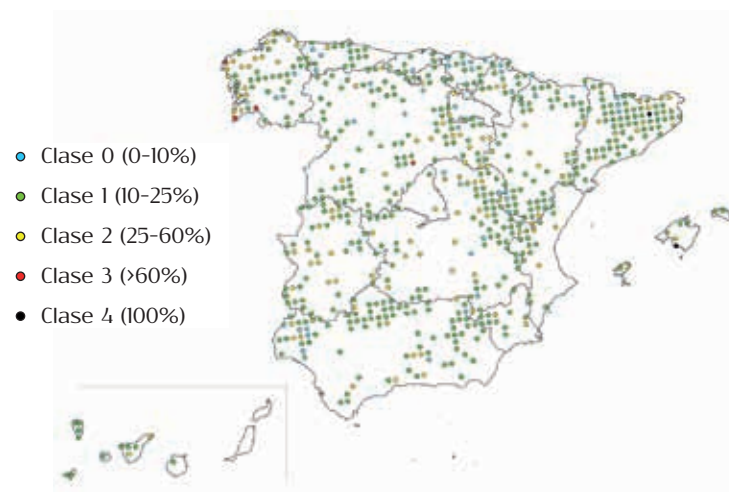 Clase 0 (0-10%)
Clase 1 (10-25%)
Clase 2 (25-60%)
Clase 3 (>60%)
Clase 4 (100%)